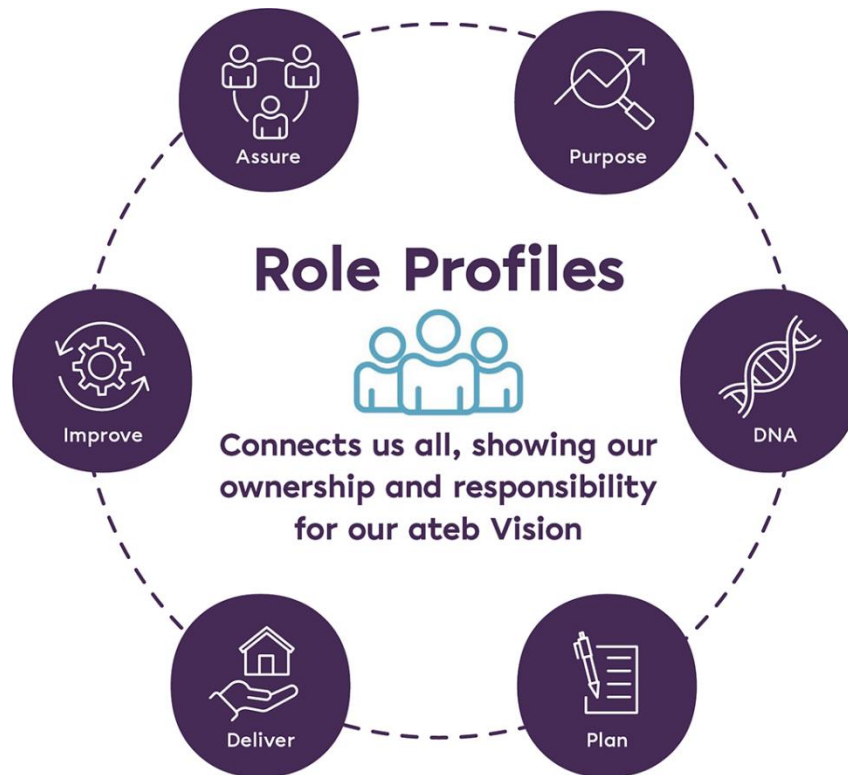 Assure
Purpose
Role Profiles
Improve
DNA
Connects us all, showing our
ownership and responsibility
for our ateb Vision
Deliver
Plan